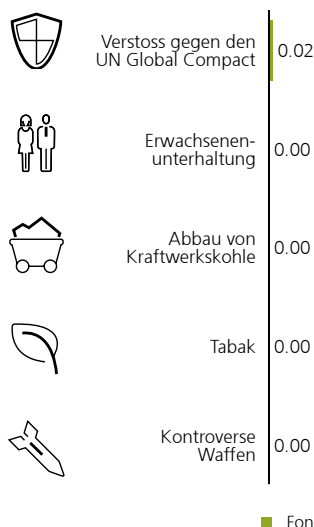 Verstoss gegen den
UN Global Compact
0.02
Erwachsenen-
unterhaltung
0.00
Abbau von
Kraftwerkskohle
0.00
Tabak
0.00
Kontroverse
Waffen
0.00
Fon